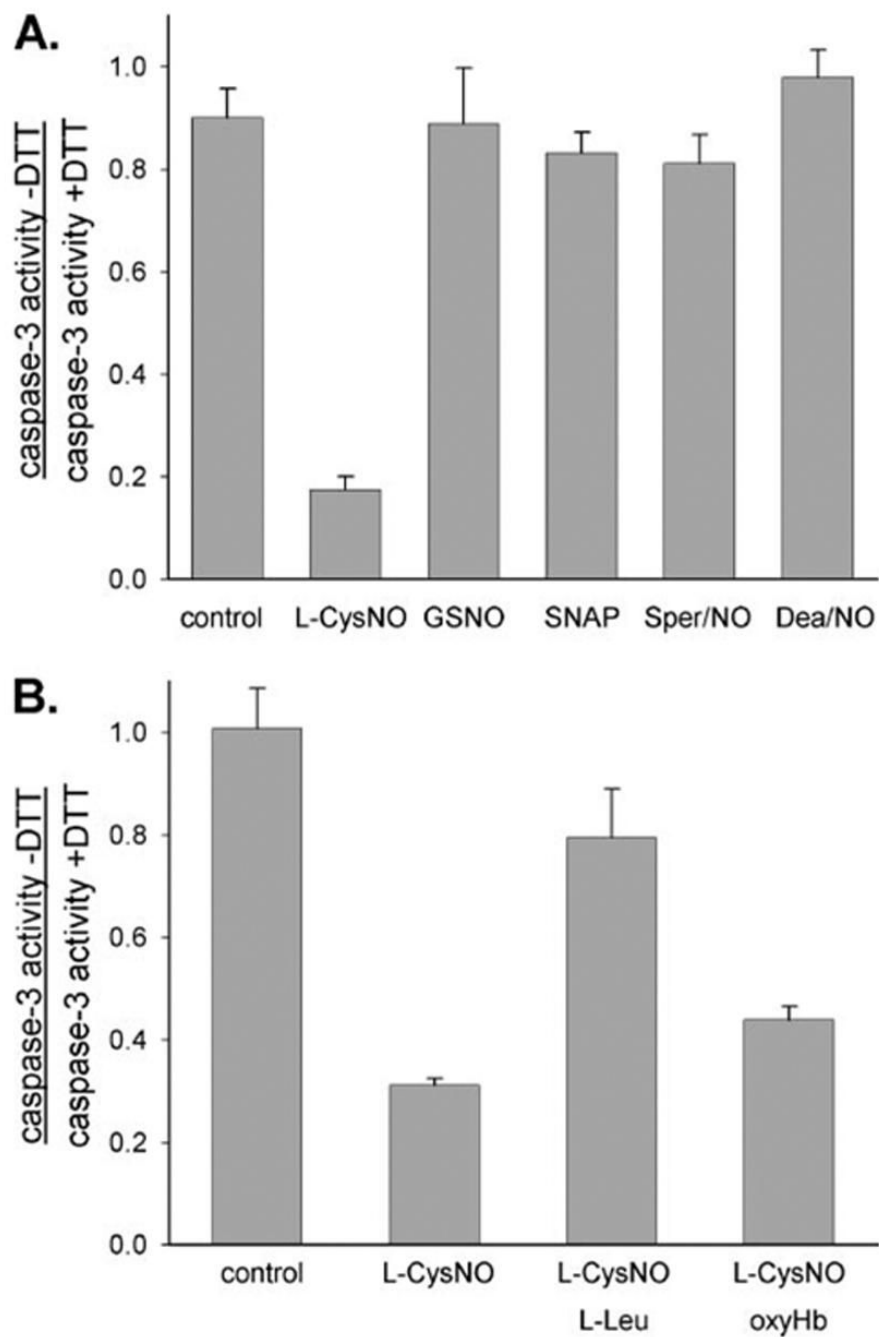 A.
caspase-3 activity -DTT
caspase-3 activity +DTT
1.0
0.8
0.6
0.4
0.2
0.0
control L-CysNO GSNO SNAP Sper/NO Dea/NO
B.
caspase-3 activity -DTT
caspase-3 activity +DTT
1.0
0.8
0.6
0.4
0.2
0.0
control L-CysNO L-CysNO L-CysNO
L-Leu oxyHb